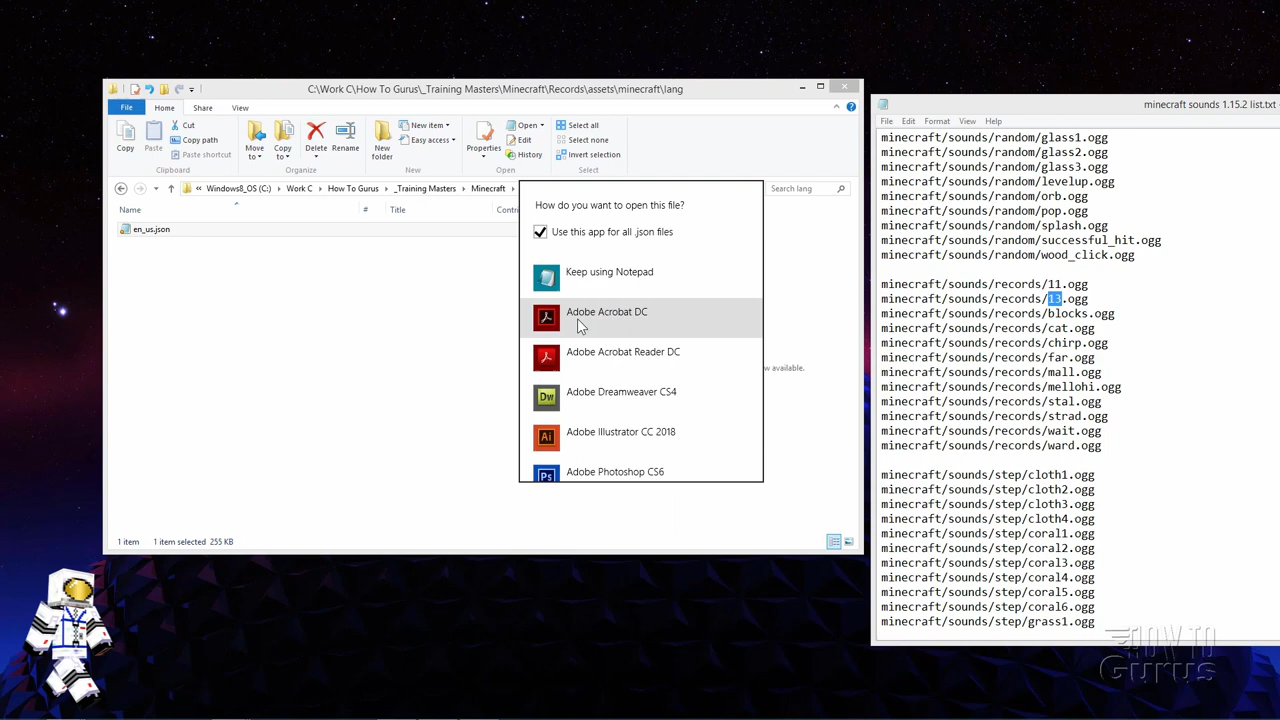 C:\Work C\How To Gurus\_Training Masters\Minecraft\Records\assets\minecraft\lang
File Home Share View
Copy
Paste
Cut
Copy path
Paste shortcut
Clipboard
Move to
Copy to
Delete
Rename
Organize
New folder
New item
Easy access
New
Properties
Open
Edit
History
Open
Select all
Select none
Invert selection
Select
« Windows8_OS (C:) Work C How To Gurus _Training Masters Minecraft
Search lang
Name # Title Contri
en_us.json
w available.
1 item 1 item selected 255 KB
How do you want to open this file?
Use this app for all .json files
Keep using Notepad
Adobe Acrobat DC
Adobe Acrobat Reader DC
Dw Adobe Dreamweaver CS4
Ai Adobe Illustrator CC 2018
Ps Adobe Photoshop CS6
minecraft sounds 1.15.2 list.txt -
File Edit Format View Help
minecraft/sounds/random/glass1.ogg
minecraft/sounds/random/glass2.ogg
minecraft/sounds/random/glass3.ogg
minecraft/sounds/random/levelup.ogg
minecraft/sounds/random/orb.ogg
minecraft/sounds/random/pop.ogg
minecraft/sounds/random/splash.ogg
minecraft/sounds/random/successful_hit.ogg
minecraft/sounds/random/wood_click.ogg
minecraft/sounds/records/11.ogg
minecraft/sounds/records/13.ogg
minecraft/sounds/records/blocks.ogg
minecraft/sounds/records/cat.ogg
minecraft/sounds/records/chirp.ogg
minecraft/sounds/records/far.ogg
minecraft/sounds/records/mall.ogg
minecraft/sounds/records/mellohi.ogg
minecraft/sounds/records/stal.ogg
minecraft/sounds/records/strad.ogg
minecraft/sounds/records/wait.ogg
minecraft/sounds/records/ward.ogg
minecraft/sounds/step/cloth1.ogg
minecraft/sounds/step/cloth2.ogg
minecraft/sounds/step/cloth3.ogg
minecraft/sounds/step/cloth4.ogg
minecraft/sounds/step/coral1.ogg
minecraft/sounds/step/coral2.ogg
minecraft/sounds/step/coral3.ogg
minecraft/sounds/step/coral4.ogg
minecraft/sounds/step/coral5.ogg
minecraft/sounds/step/coral6.ogg
minecraft/sounds/step/grass1.ogg
HOW TO
GURUS